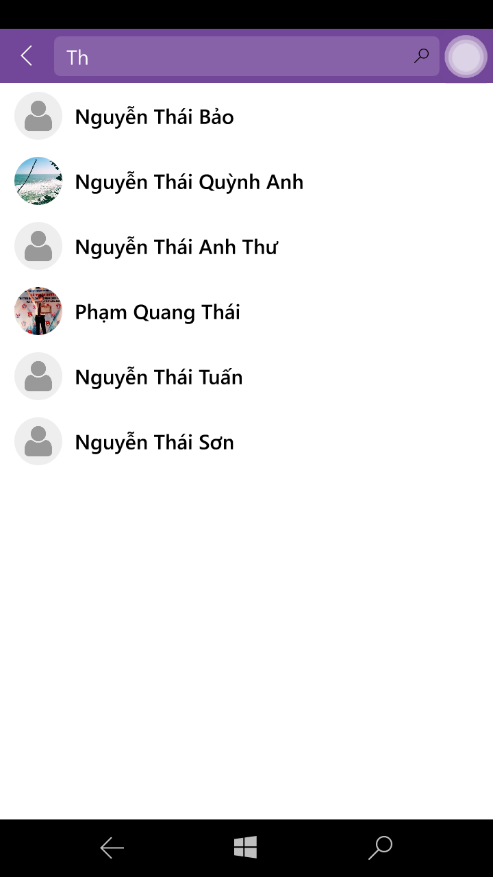 Th
Nguyễn Thái Bảo
Nguyễn Thái Quỳnh Anh
Nguyễn Thái Anh Thư
Phạm Quang Thái
Nguyễn Thái Tuấn
Nguyễn Thái Sơn